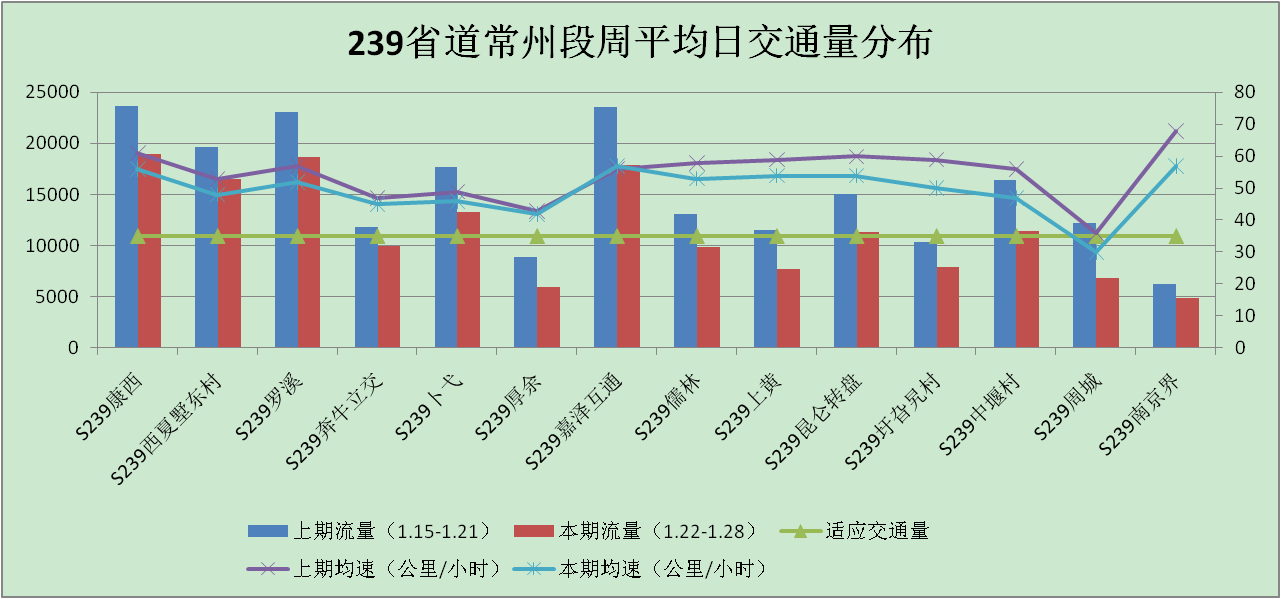 239省道常州段周平均日交通量分布
25000
20000
15000
10000
5000
0
80
70
60
50
40
30
20
10
0
S239康西
S239西夏墅东村
S239罗溪
S239奔牛立交
S239卜弋
S239厚余
S239嘉泽互通
S239儒林
S239上黄
S239昆仑转盘
S239圩旮旯村
S239中堰村
S239周城
S239南京界
上期流量（1.15-1.21）
本期流量（1.22-1.28）
适应交通量
上期均速（公里/小时）
本期均速（公里/小时）